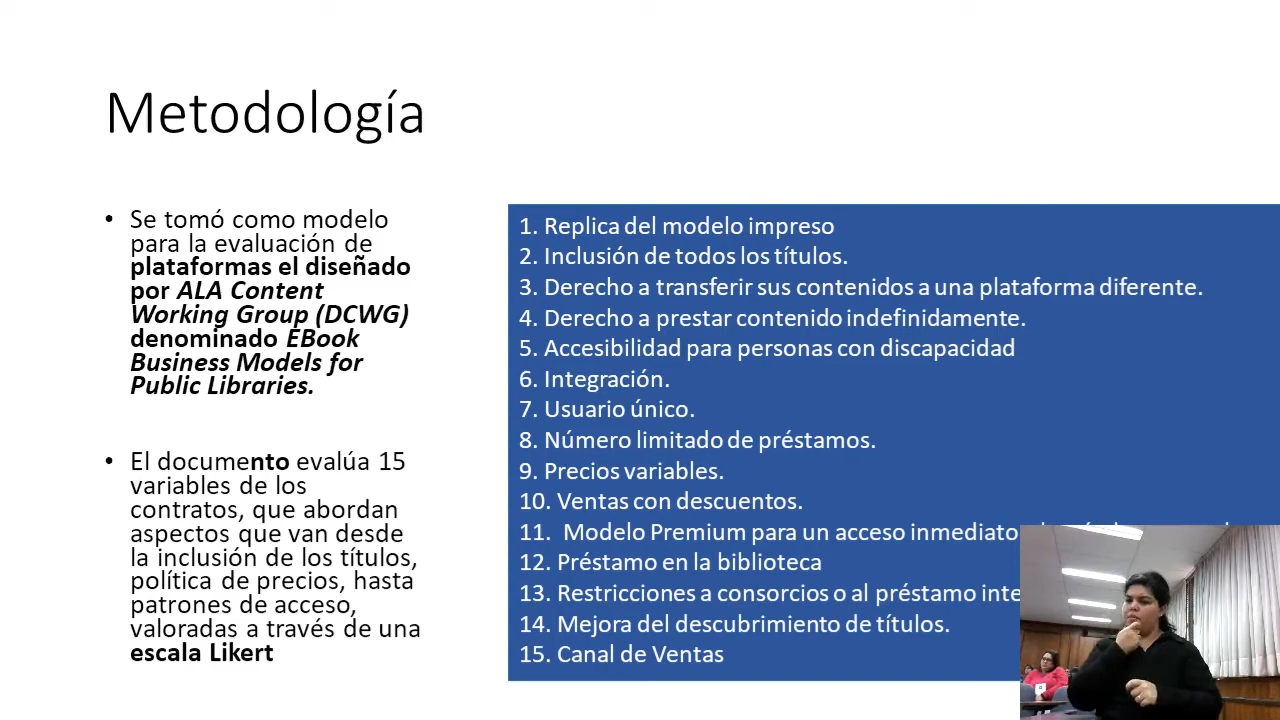 Metodología
• Se tomó como modelo
para la evaluación de
plataformas el diseñado
por ALA Content
Working Group (DCWG)
denominado EBook
Business Models for
Public Libraries.
• El documento evalúa 15
variables de los
contratos, que abordan
aspectos que van desde
la inclusión de los títulos,
política de precios, hasta
patrones de acceso,
valoradas a través de una
escala Likert
1. Replica del modelo impreso
2. Inclusión de todos los títulos.
3. Derecho a transferir sus contenidos a una plataforma diferente.
4. Derecho a prestar contenido indefinidamente.
5. Accesibilidad para personas con discapacidad
6. Integración.
7. Usuario único.
8. Número limitado de préstamos.
9. Precios variables.
10. Ventas con descuentos.
11. Modelo Premium para un acceso inmediato
12. Préstamo en la biblioteca
13. Restricciones a consorcios o al préstamo inte
14. Mejora del descubrimiento de títulos.
15. Canal de Ventas